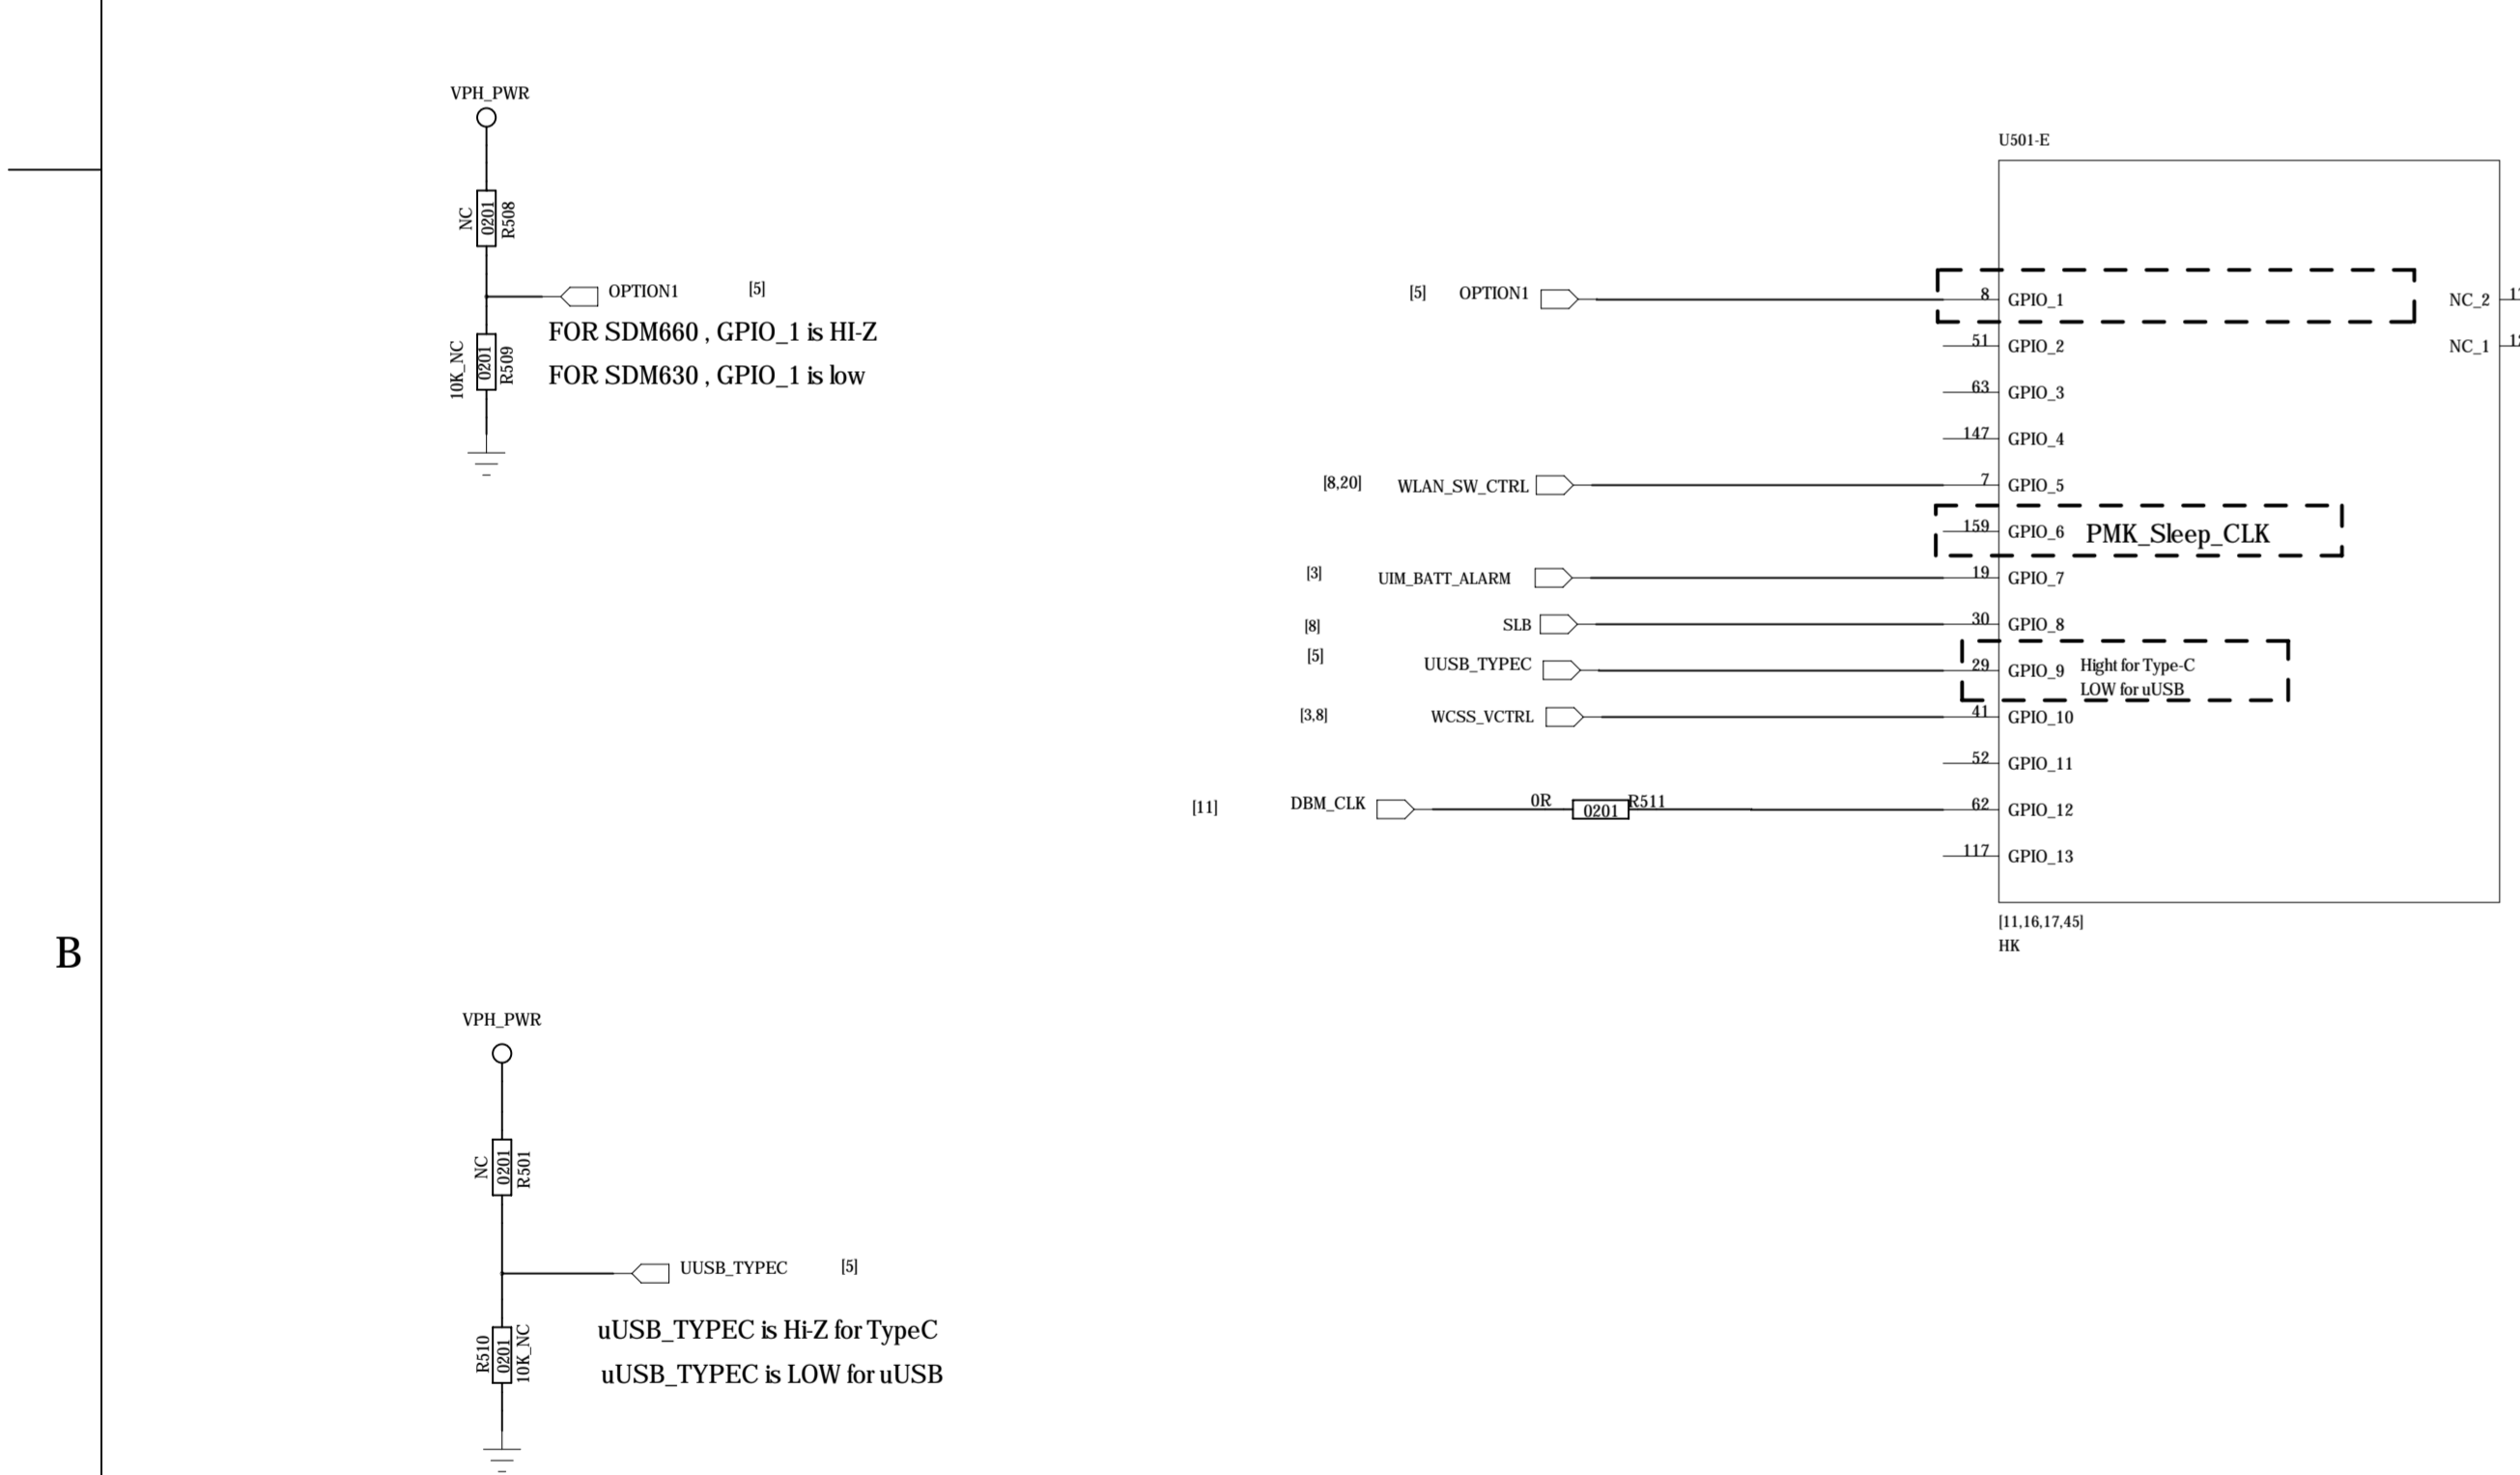 VPH_PWR
NC
0201
R508
OPTION1 [5]
FOR SDM660 , GPIO_1 is HI-Z
10K_NC
0201
R509
FOR SDM630 , GPIO_1 is low
U501-E
[5] OPTION1 8 GPIO_1 NC_2
51 GPIO_2 NC_1
63 GPIO_3
147 GPIO_4
[8,20] WLAN_SW_CTRL 7 GPIO_5
159 GPIO_6 PMK_Sleep_CLK
[3] UIM_BATT_ALARM 19 GPIO_7
[8] SLB 30 GPIO_8
[5] UUSB_TYPEC 29 GPIO_9 Hight for Type-C
LOW for uUSB
[3,8] WCSS_VCTRL 41 GPIO_10
52 GPIO_11
[11] DBM_CLK 0R 0201 R511 62 GPIO_12
117 GPIO_13
[11,16,17,45]
HK
B
VPH_PWR
NC
0201
R501
UUSB_TYPEC [5]
uUSB_TYPEC is Hi-Z for TypeC
R510
0201
10K_NC
uUSB_TYPEC is LOW for uUSB